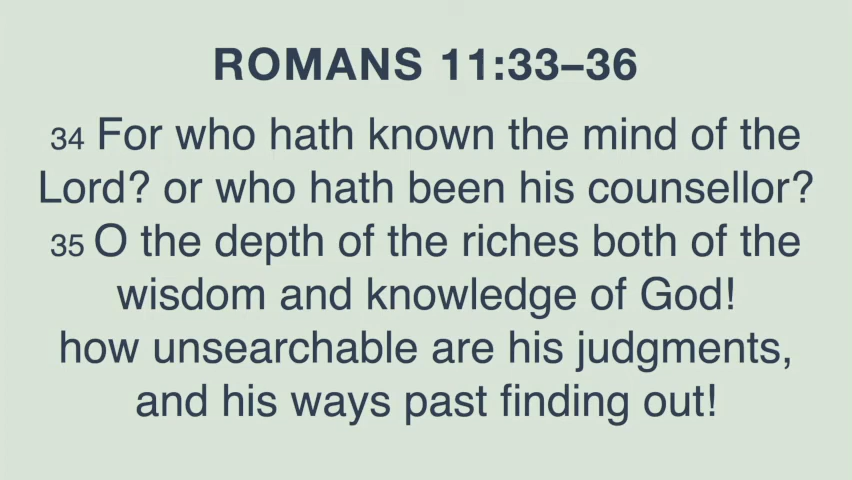 ROMANS 11:33–36
34 For who hath known the mind of the
Lord? or who hath been his counsellor?
35 O the depth of the riches both of the
wisdom and knowledge of God!
how unsearchable are his judgments,
and his ways past finding out!